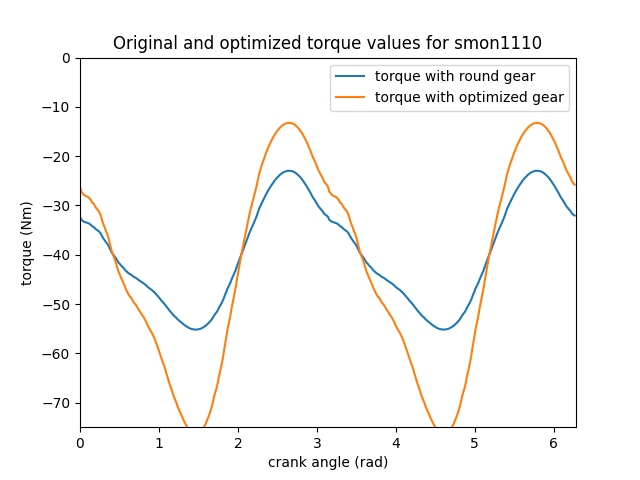 Original and optimized torque values for smon1110
torque with round gear
torque with optimized gear
0
−10
−20
−30
−40
−50
−60
−70
torque (Nm)
0 1 2 3 4 5 6
crank angle (rad)